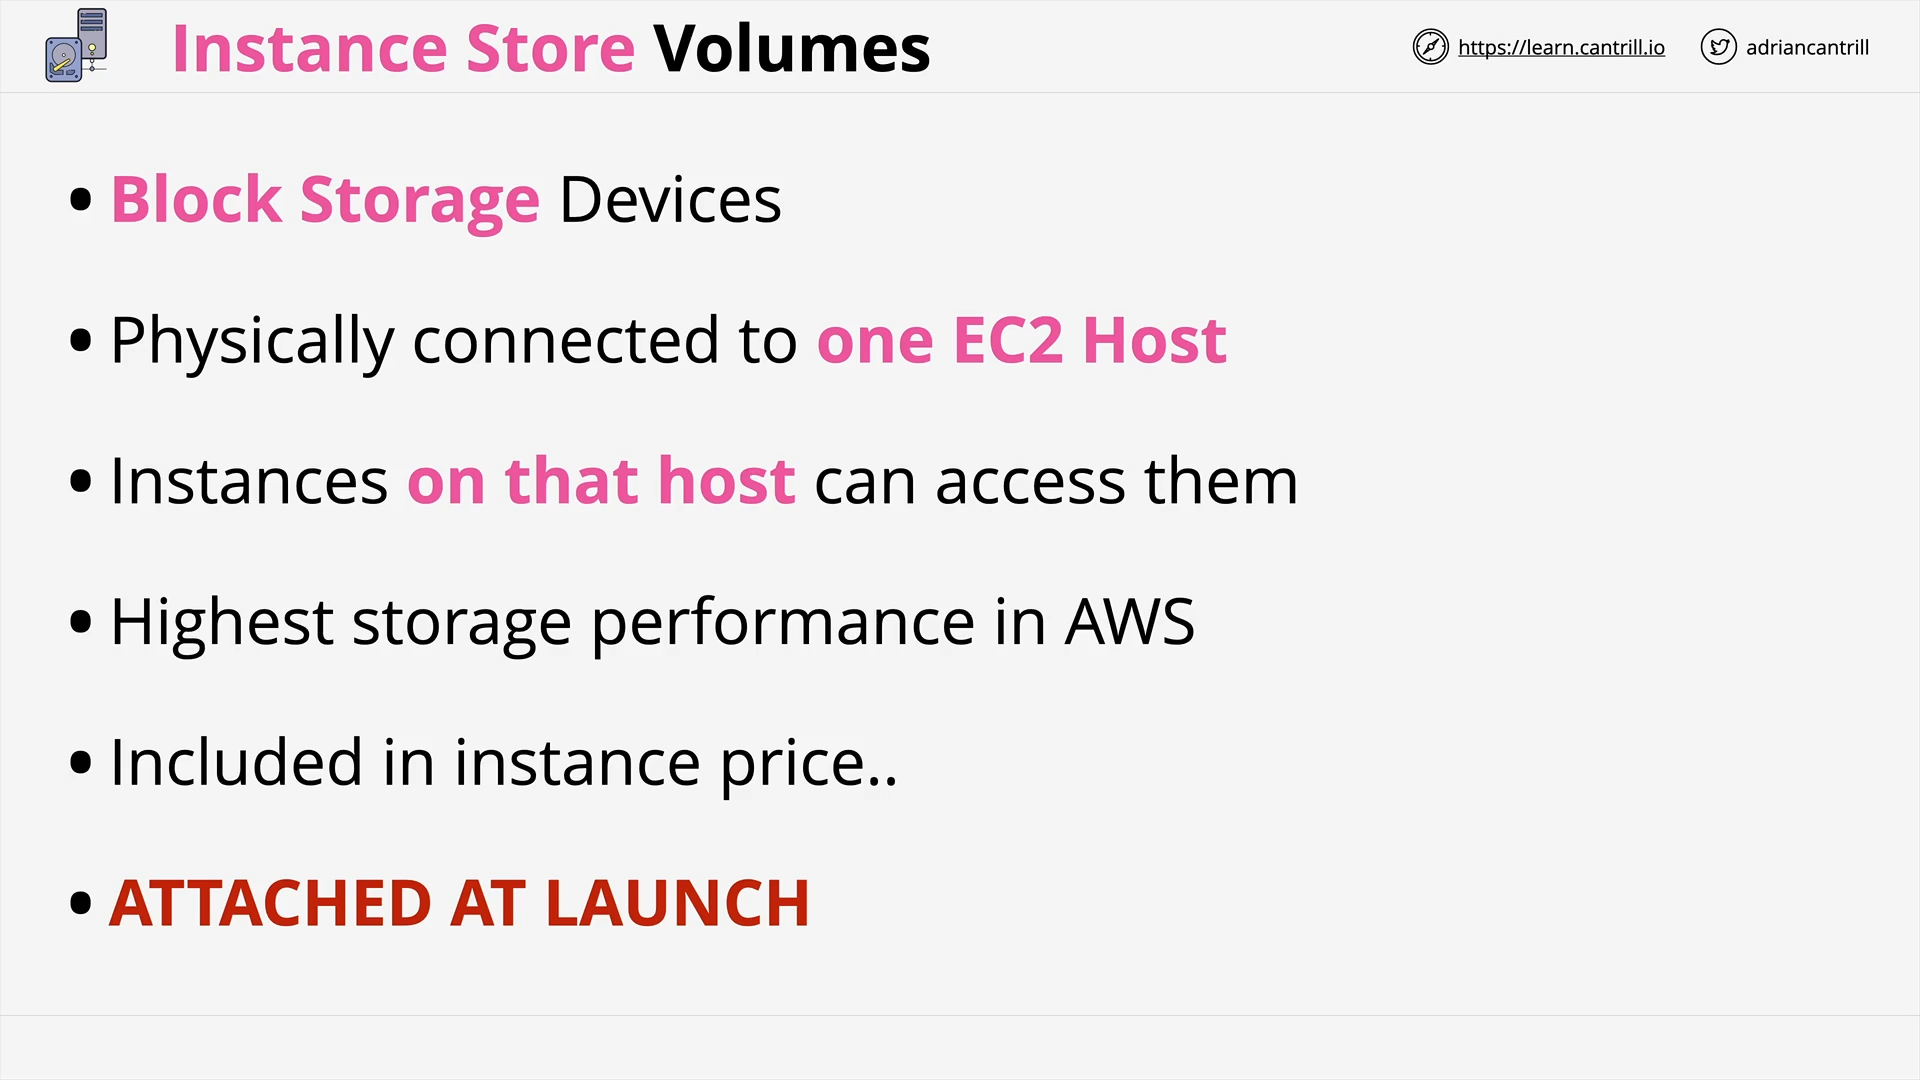 Instance Store Volumes
https://learn.cantrill.io
adriancantrill
• Block Storage Devices
• Physically connected to one EC2 Host
• Instances on that host can access them
• Highest storage performance in AWS
• Included in instance price..
• ATTACHED AT LAUNCH